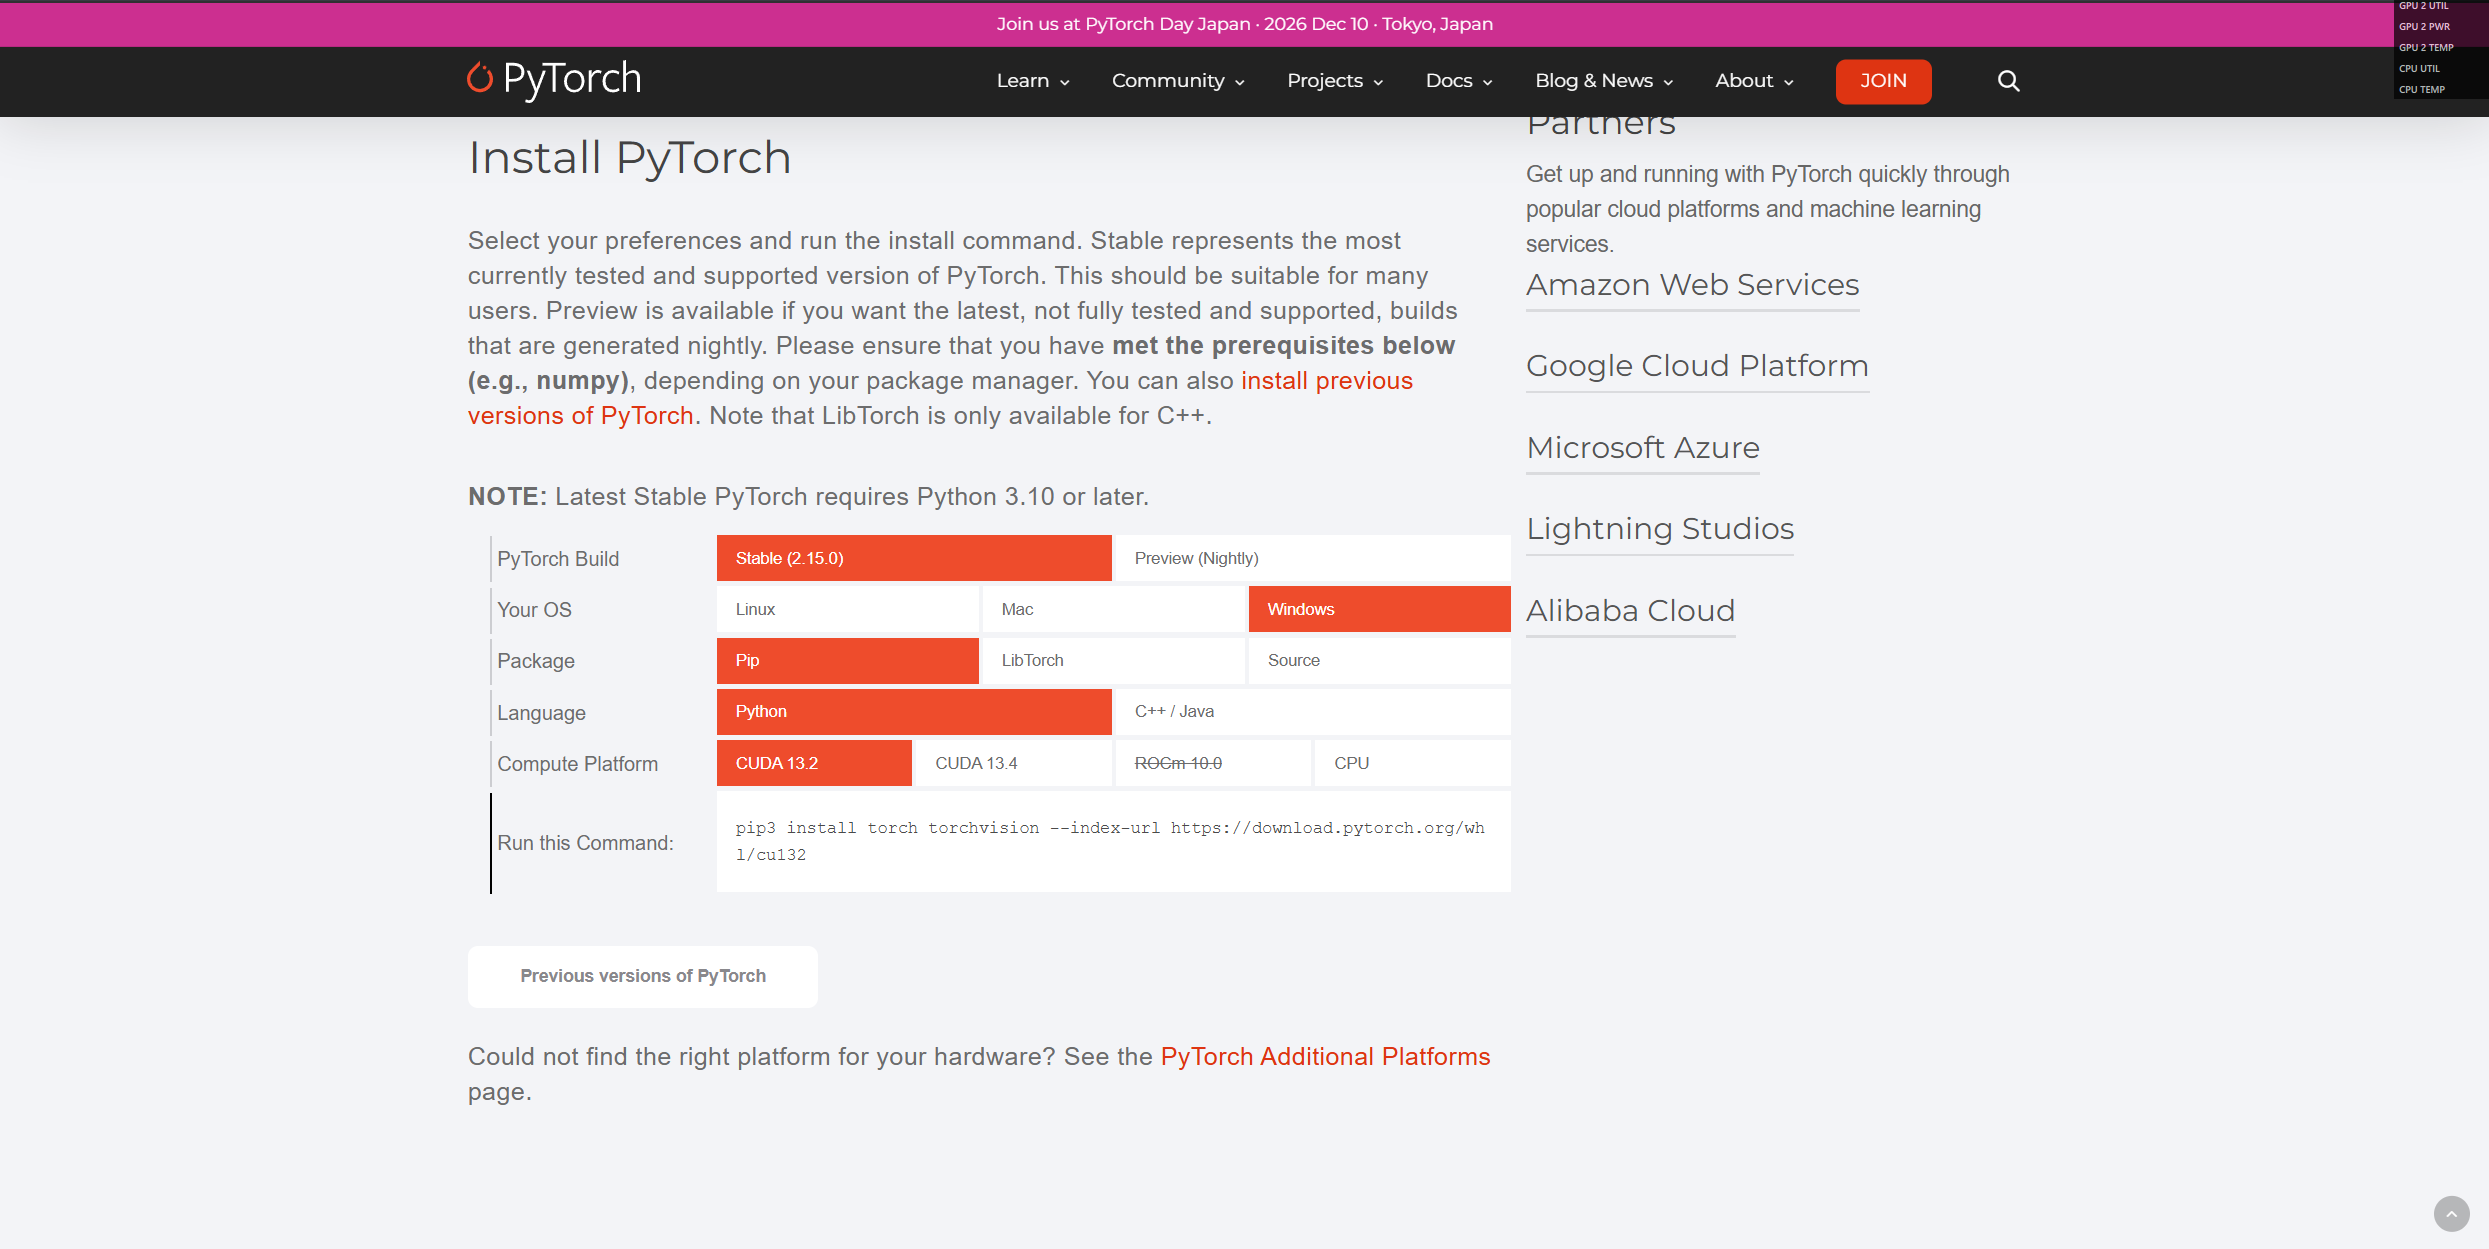 Join us at PyTorch Day Japan · 2026 Dec 10 · Tokyo, Japan
GPU 2 UTIL
GPU 2 PWR
GPU 2 TEMP
CPU UTIL
CPU TEMP
PyTorch
Learn
Community
Projects
Docs
Blog & News
About
JOIN
Install PyTorch
Select your preferences and run the install command. Stable represents the most
currently tested and supported version of PyTorch. This should be suitable for many
users. Preview is available if you want the latest, not fully tested and supported, builds
that are generated nightly. Please ensure that you have met the prerequisites below
(e.g., numpy), depending on your package manager. You can also install previous
versions of PyTorch. Note that LibTorch is only available for C++.
NOTE: Latest Stable PyTorch requires Python 3.10 or later.
PyTorch Build
Stable (2.15.0)
Preview (Nightly)
Your OS
Linux
Mac
Windows
Package
Pip
LibTorch
Source
Language
Python
C++ / Java
Compute Platform
CUDA 13.2
CUDA 13.4
ROCm 10.0
CPU
Run this Command:
pip3 install torch torchvision --index-url https://download.pytorch.org/wh
l/cu132
Previous versions of PyTorch
Could not find the right platform for your hardware? See the PyTorch Additional Platforms
page.
Partners
Get up and running with PyTorch quickly through
popular cloud platforms and machine learning
services.
Amazon Web Services
Google Cloud Platform
Microsoft Azure
Lightning Studios
Alibaba Cloud